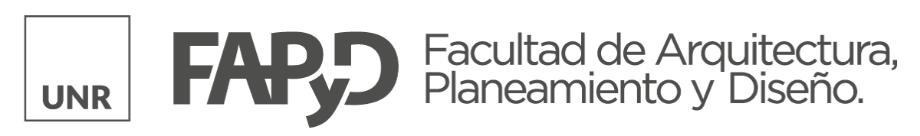 UNR
FAPyD
Facultad de Arquitectura,
Planeamiento y Diseño.